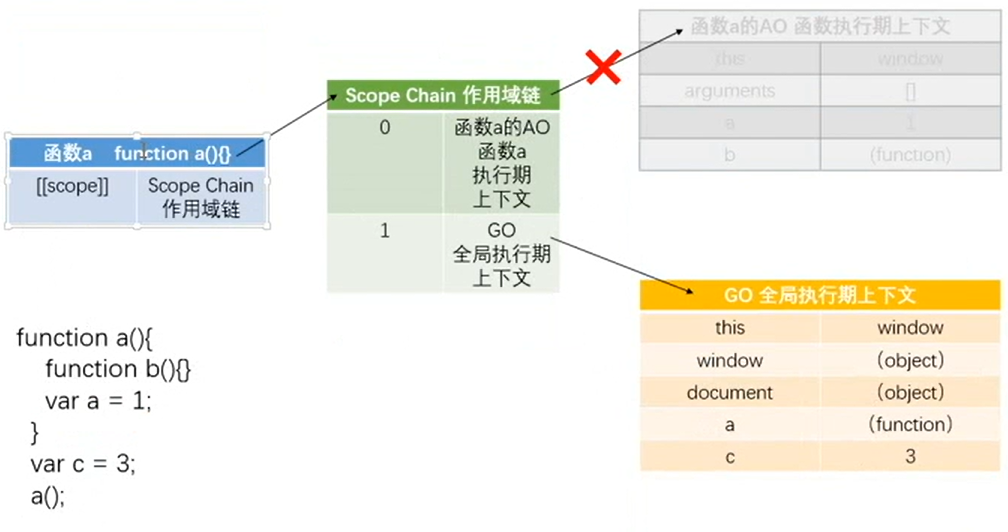 函数a的AO 函数执行期上下文
this window
arguments []
a 1
b (function)
Scope Chain 作用域链
0 函数a的AO
函数a
执行期
上下文
1 GO
全局执行期
上下文
函数a function a(){}
[[scope]] Scope Chain
作用域链
GO 全局执行期上下文
this window
window (object)
document (object)
a (function)
c 3
function a(){
function b(){}
var a = 1;
}
var c = 3;
a();